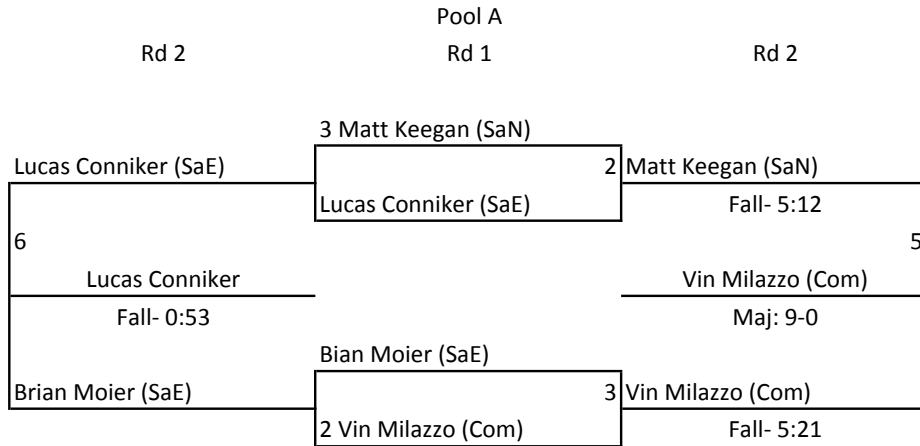 Pool A
Rd 2 Rd 1 Rd 2
3 Matt Keegan (SaN)
Lucas Conniker (SaE) 2 Matt Keegan (SaN)
Lucas Conniker (SaE) Fall- 5:12
6 5
Lucas Conniker Vin Milazzo (Com)
Fall- 0:53 Maj: 9-0
Bian Moier (SaE)
Brian Moier (SaE) 3 Vin Milazzo (Com)
2 Vin Milazzo (Com) Fall- 5:21